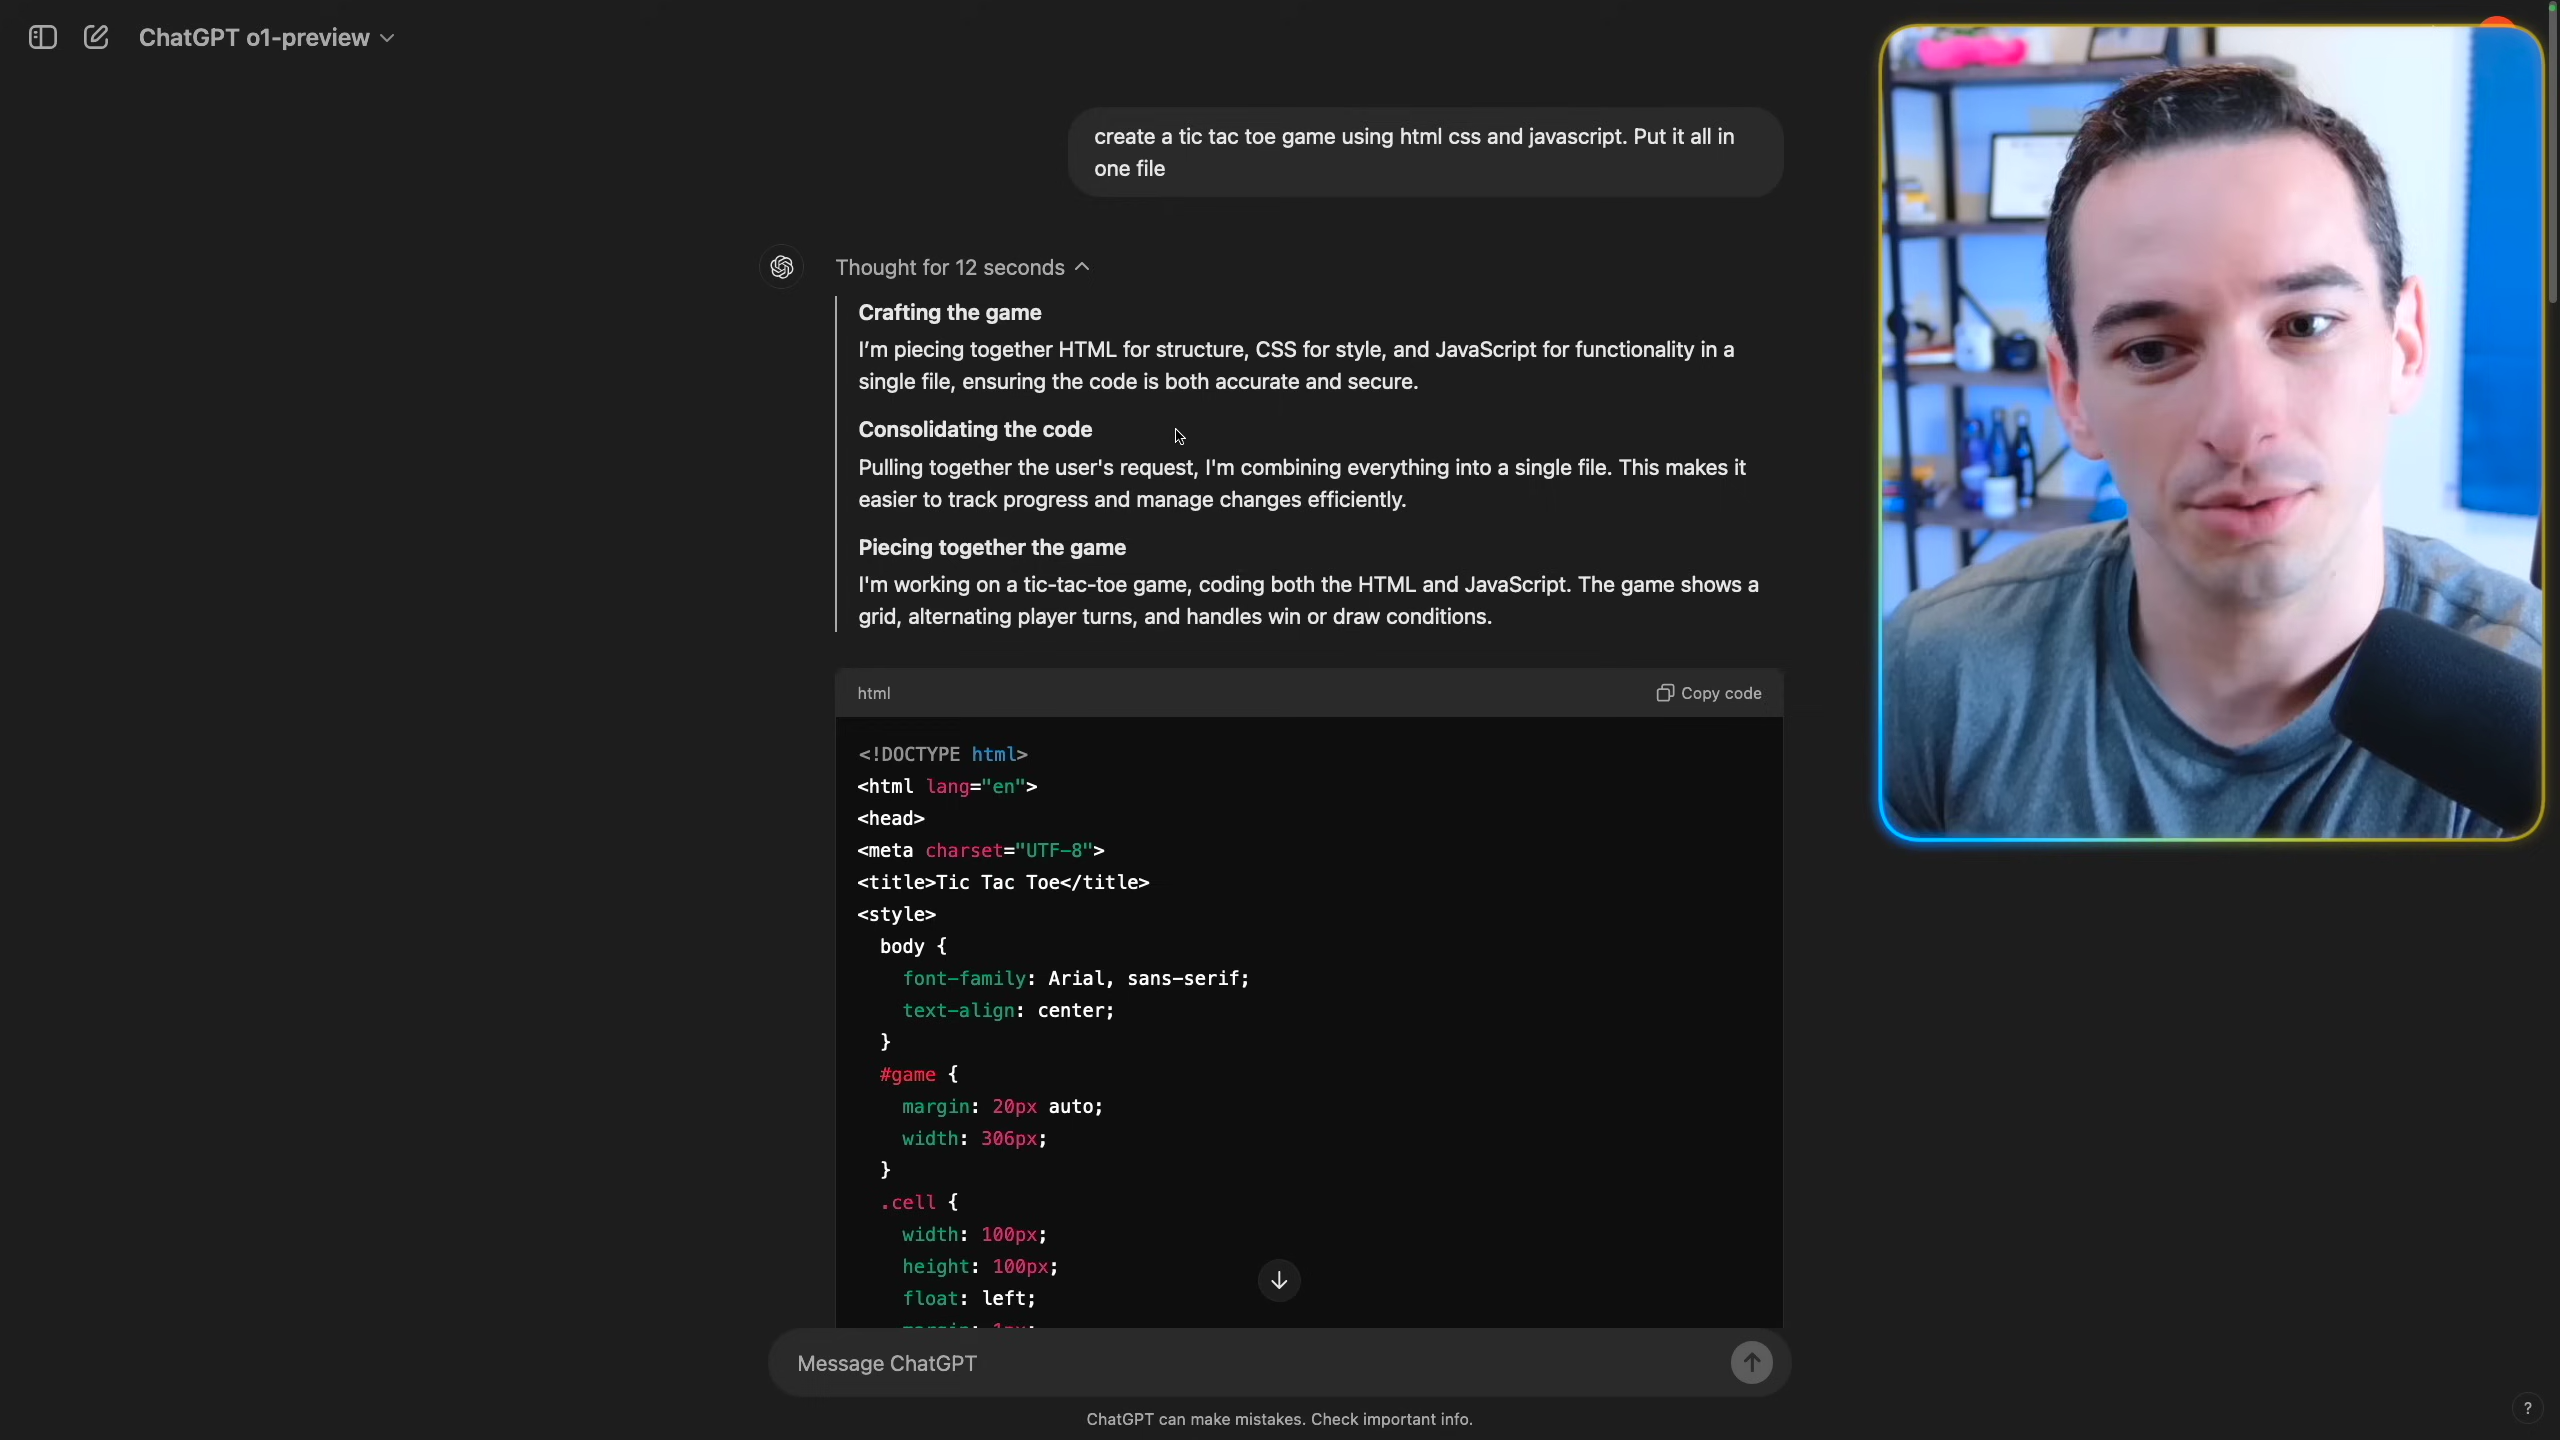 ChatGPT o1-preview
create a tic tac toe game using html css and javascript. Put it all in
one file
Thought for 12 seconds
Crafting the game
I'm piecing together HTML for structure, CSS for style, and JavaScript for functionality in a
single file, ensuring the code is both accurate and secure.
Consolidating the code
Pulling together the user's request, I'm combining everything into a single file. This makes it
easier to track progress and manage changes efficiently.
Piecing together the game
I'm working on a tic-tac-toe game, coding both the HTML and JavaScript. The game shows a
grid, alternating player turns, and handles win or draw conditions.
html
Copy code
<!DOCTYPE html>
<html lang="en">
<head>
<meta charset="UTF-8">
<title>Tic Tac Toe</title>
<style>
body {
font-family: Arial, sans-serif;
text-align: center;
}
#game {
margin: 20px auto;
width: 306px;
}
.cell {
width: 100px;
height: 100px;
float: left;
Message ChatGPT
ChatGPT can make mistakes. Check important info.
?